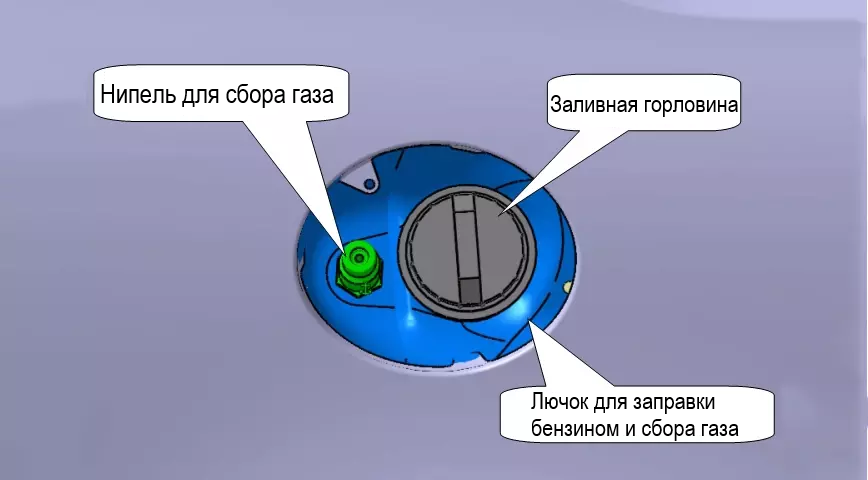 Нипель для сбора газа
Заливная горловина
Лючок для заправки
бензином и сбора газа